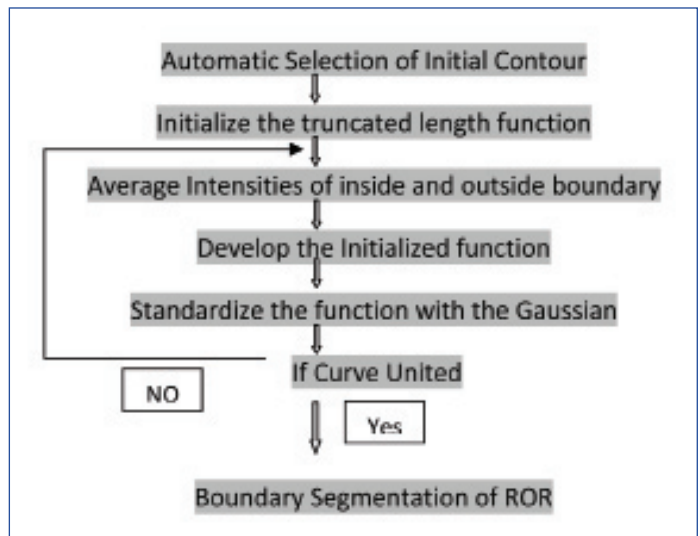 Automatic Selection of Initial Contour
Initialize the truncated length function
Average Intensities of inside and outside boundary
Develop the Initialized function
Standardize the function with the Gaussian
If Curve United
NO
Yes
Boundary Segmentation of ROR